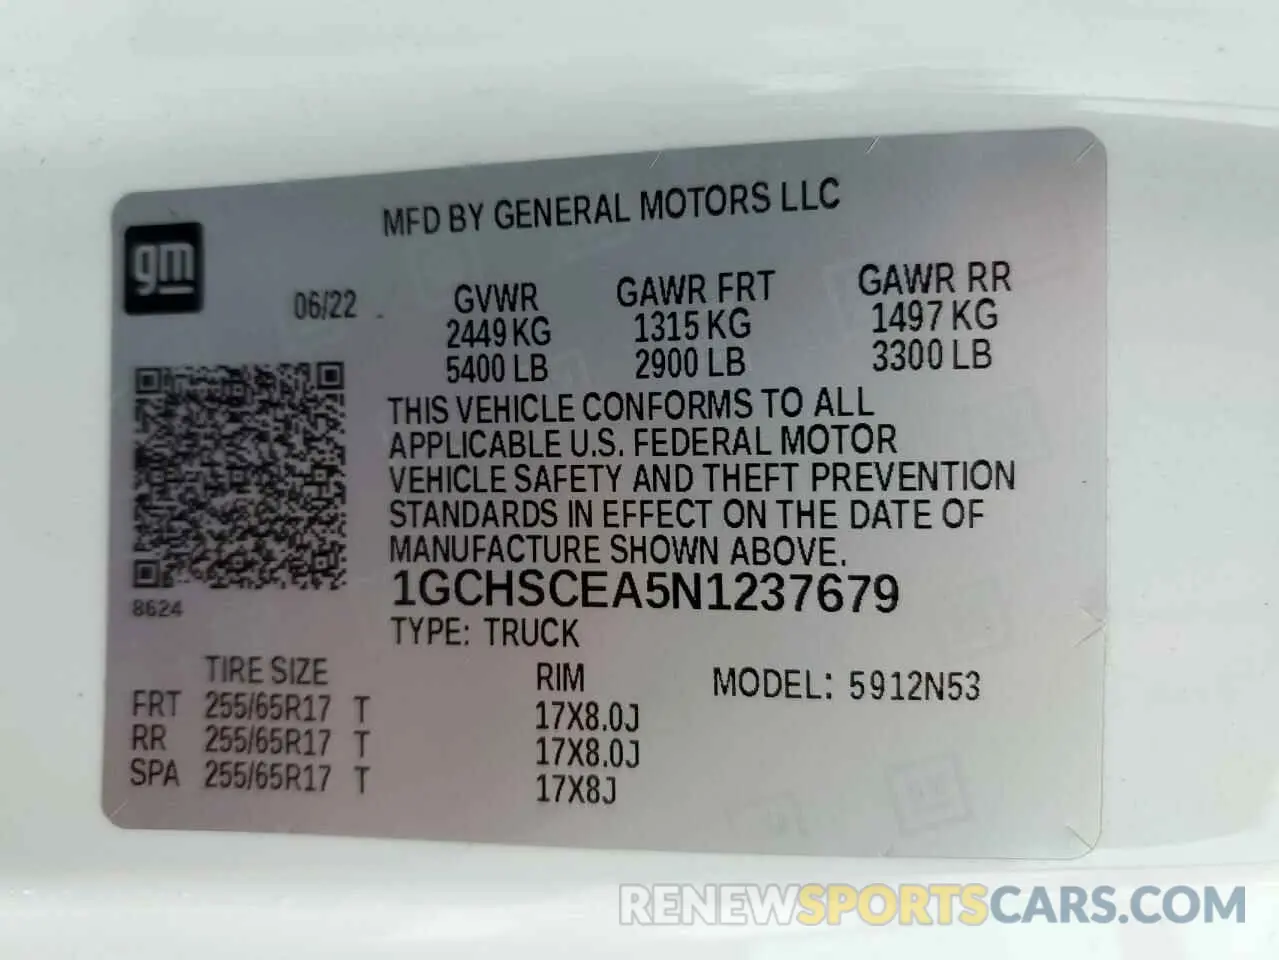 MFD BY GENERAL MOTORS LLC
gm
06/22
GVWR GAWR FRT GAWR RR
2449 KG 1315 KG 1497 KG
5400 LB 2900 LB 3300 LB
THIS VEHICLE CONFORMS TO ALL
APPLICABLE U.S. FEDERAL MOTOR
VEHICLE SAFETY AND THEFT PREVENTION
STANDARDS IN EFFECT ON THE DATE OF
MANUFACTURE SHOWN ABOVE.
1GCHSCEA5N1237679
8624
TYPE: TRUCK
TIRE SIZE RIM MODEL: 5912N53
FRT 255/65R17 T 17X8.0J
RR 255/65R17 T 17X8.0J
SPA 255/65R17 T 17X8J
RENEWSPORTSCARS.COM